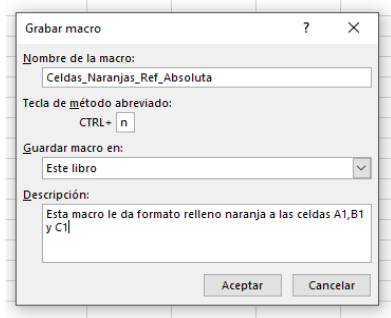 Grabar macro ? ×
Nombre de la macro:
Celdas_Naranjas_Ref_Absoluta
Tecla de método abreviado:
CTRL+ n
Guardar macro en:
Este libro
Descripción:
Esta macro le da formato relleno naranja a las celdas A1,B1
y C1
Aceptar Cancelar